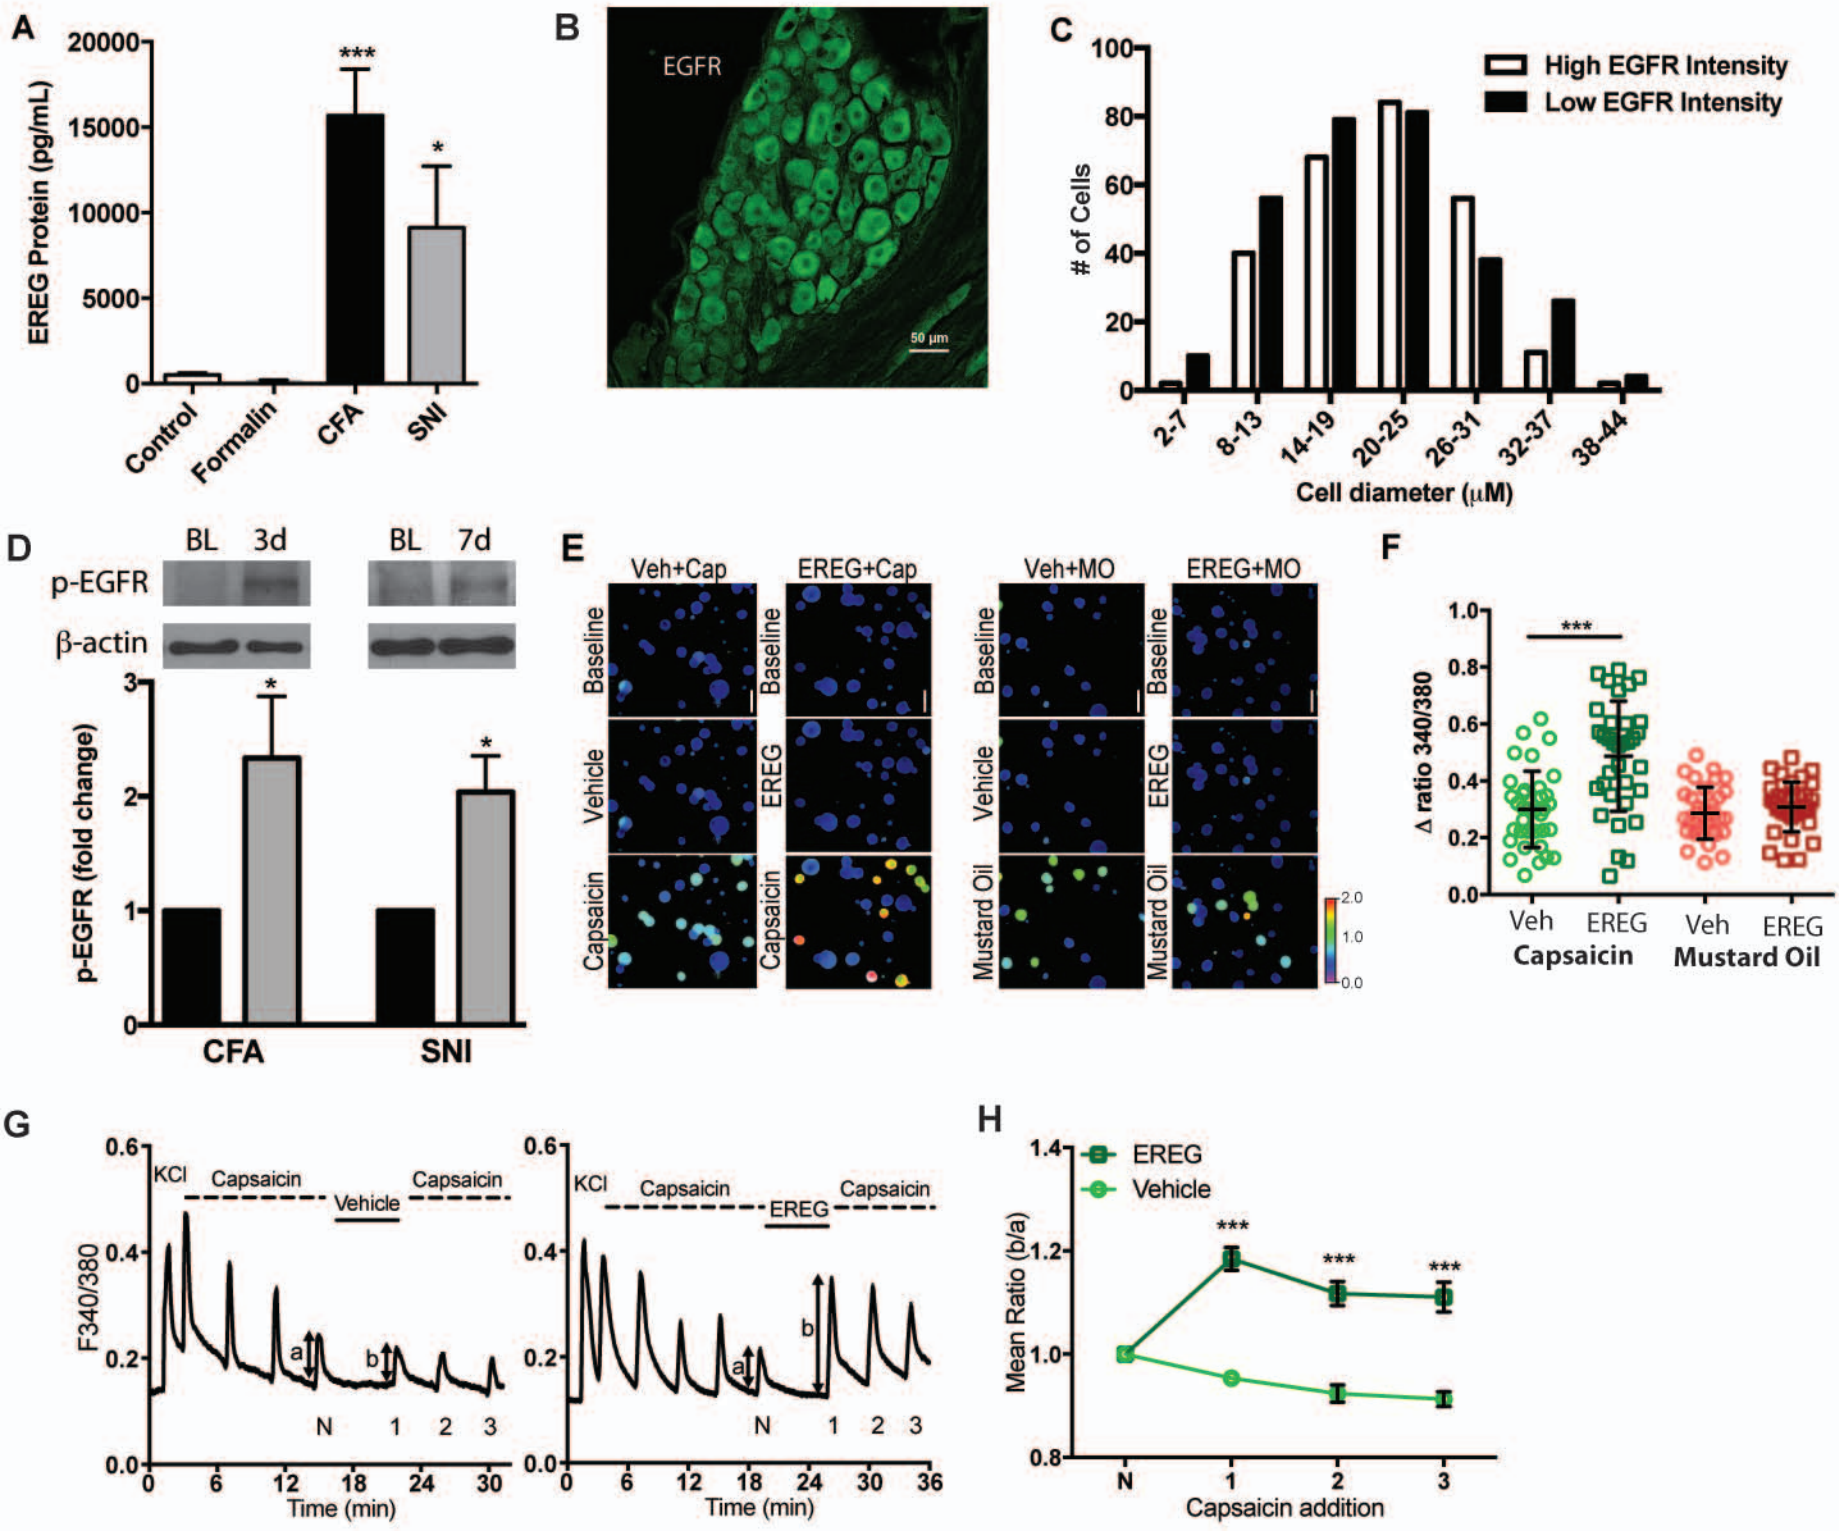 A
20000
15000
10000
5000
0
EREG Protein (pg/mL)
***
*
Control
Formalin
CFA
SNI
B
EGFR
50 µm
C
100
80
60
40
20
0
# of Cells
High EGFR Intensity
Low EGFR Intensity
2-7
8-13
14-19
20-25
26-31
32-37
38-44
Cell diameter (µM)
D
BL 3d BL 7d
p-EGFR
β-actin
3
2
1
0
p-EGFR (fold change)
*
*
CFA
SNI
E
Veh+Cap EREG+Cap Veh+MO EREG+MO
Baseline Baseline Baseline Baseline
Vehicle EREG Vehicle EREG
Capsaicin Capsaicin Mustard Oil Mustard Oil
2.0
1.0
0.0
F
1.0
0.8
0.6
0.4
0.2
0.0
Δ ratio 340/380
***
Veh EREG Veh EREG
Capsaicin Mustard Oil
G
0.6
0.4
0.2
0.0
F340/380
KCl
Capsaicin
Vehicle
Capsaicin
a
b
N 1 2 3
0 6 12 18 24 30
Time (min)
0.6
0.4
0.2
0.0
KCl
Capsaicin
EREG
Capsaicin
a
b
N 1 2 3
0 6 12 18 24 30 36
Time (min)
H
1.4
1.2
1.0
0.8
Mean Ratio (b/a)
EREG
Vehicle
***
***
***
N 1 2 3
Capsaicin addition